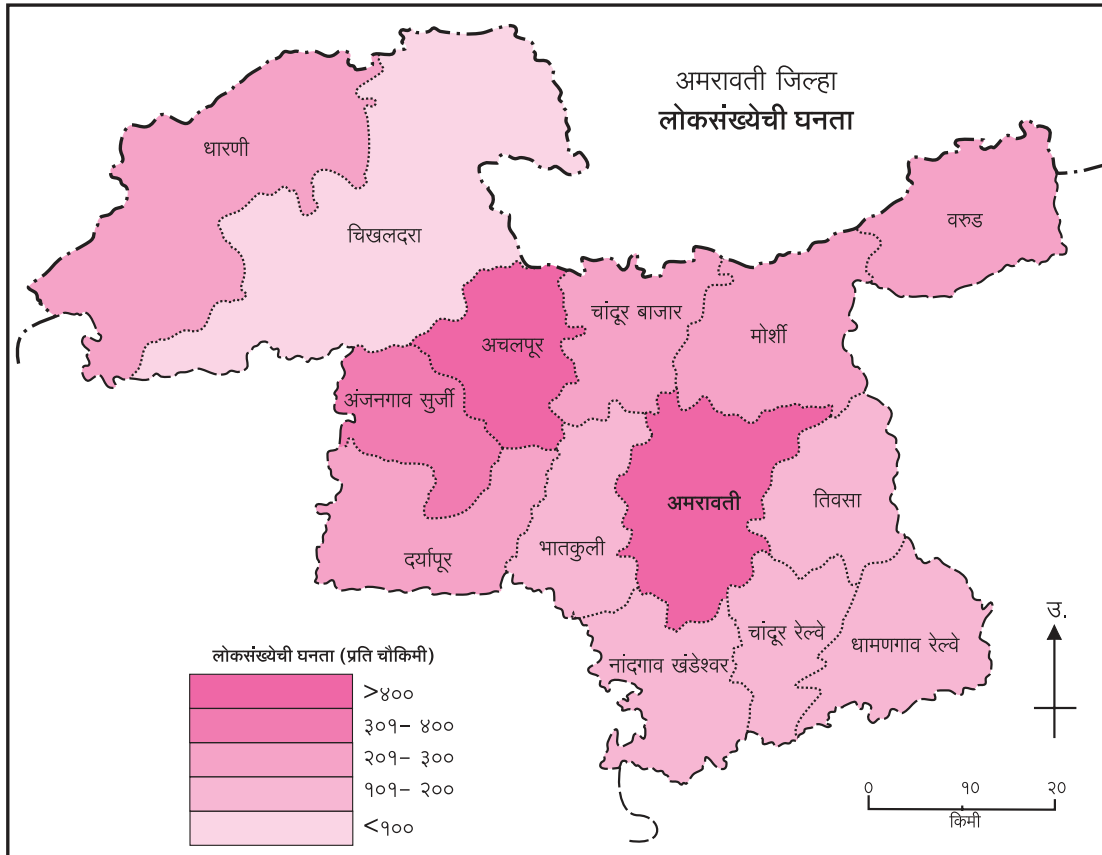 अमरावती जिल्हा
लोकसंख्येची घनता
धारणी
वरुड
चिखलदरा
चांदूर बाजार
मोर्शी
अचलपूर
अंजनगाव सुर्जी
अमरावती
तिवसा
भातकुली
दर्यापूर
उ.
चांदूर रेल्वे
धामणगाव रेल्वे
नांदगाव खंडेश्वर
लोकसंख्येची घनता (प्रति चौकिमी)
>४००
३०१– ४००
२०१– ३००
१०१– २००
<१००
० १० २०
किमी